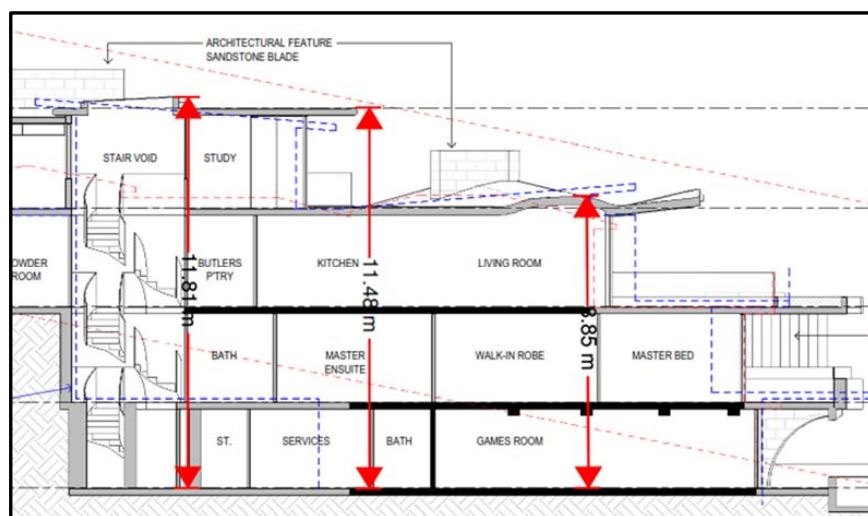 ARCHITECTURAL FEATURE
SANDSTONE BLADE
STAIR VOID
STUDY
OWDER
ROOM
BUTLERS
P'TRY
KITCHEN
LIVING ROOM
11.81 m
11.48 m
8.85 m
BATH
MASTER
ENSUITE
WALK-IN ROBE
MASTER BED
ST.
SERVICES
BATH
GAMES ROOM